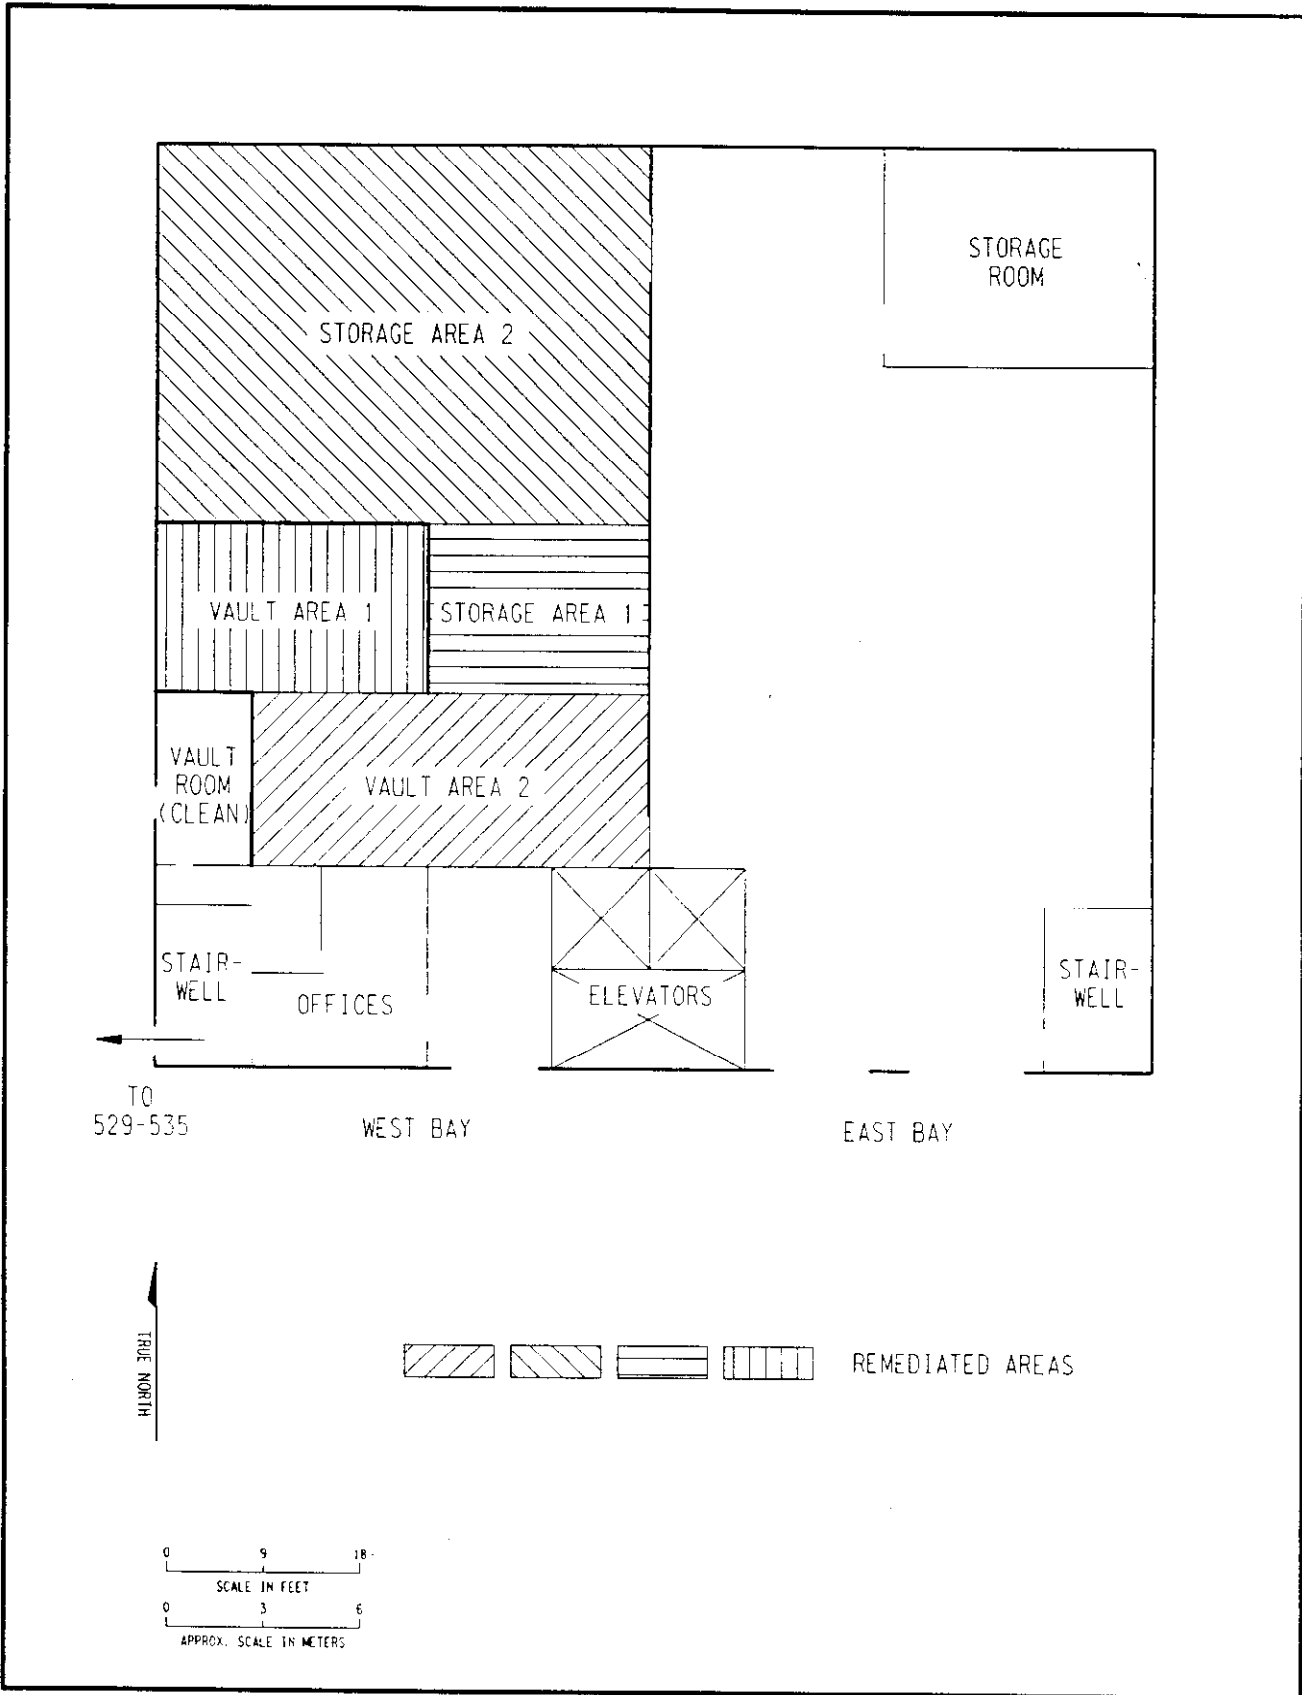 STORAGE
ROOM
STORAGE AREA 2
VAULT AREA 1
STORAGE AREA 1
VAULT
ROOM
(CLEAN)
VAULT AREA 2
STAIR-
WELL
OFFICES
ELEVATORS
STAIR-
WELL
TO
529-535
WEST BAY
EAST BAY
TRUE NORTH
REMEDIATED AREAS
0 9 18
SCALE IN FEET
0 3 6
APPROX. SCALE IN METERS